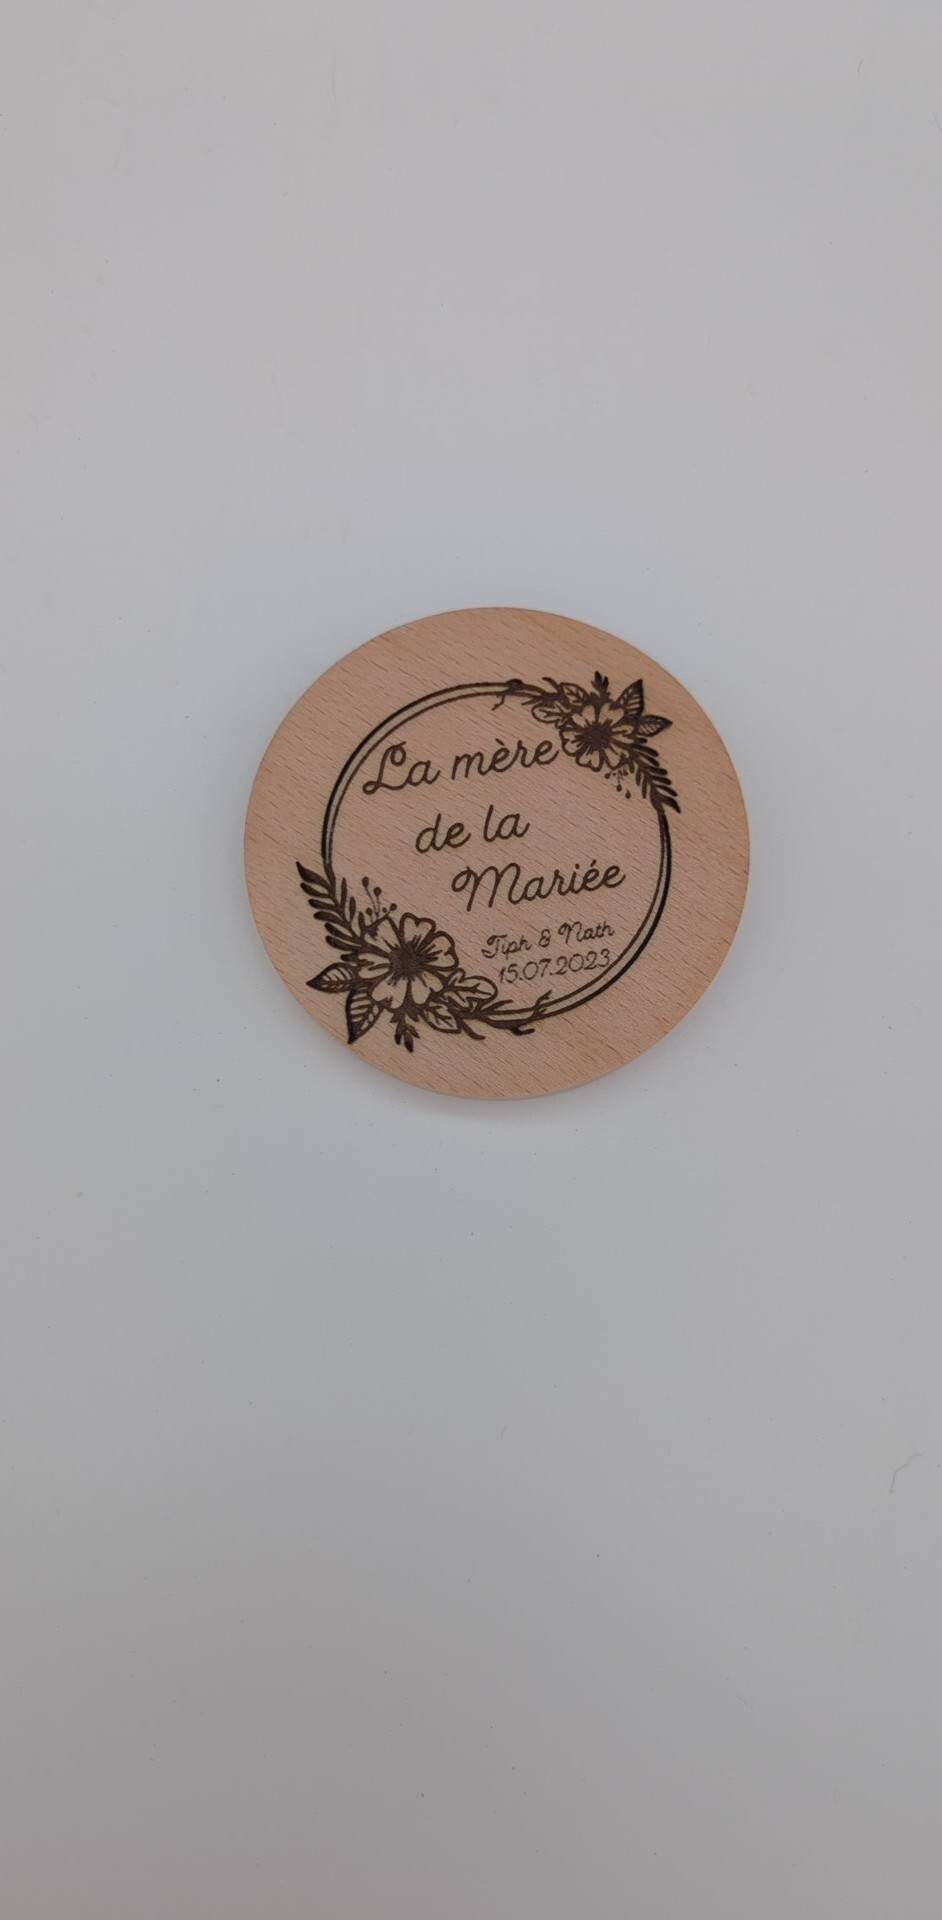 La mère
de la
Mariée
Tiph & Nath
15.07.2023